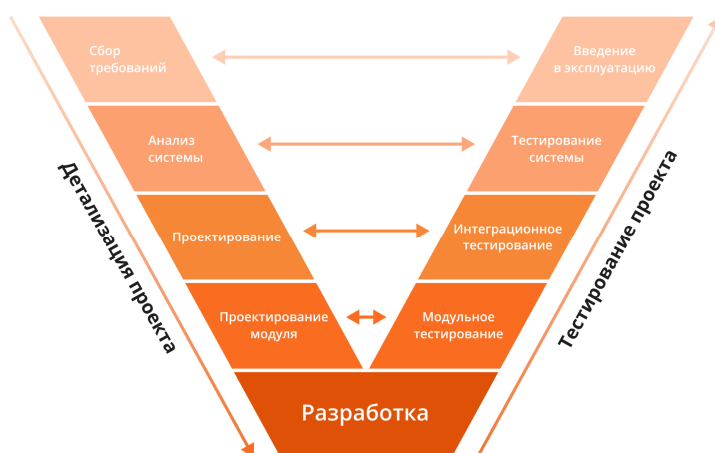 Сбор
требований
Введение
в эксплуатацию
Анализ
системы
Тестирование
системы
Проектирование
Интеграционное
тестирование
Проектирование
модуля
Модульное
тестирование
Разработка
Детализация проекта
Тестирование проекта